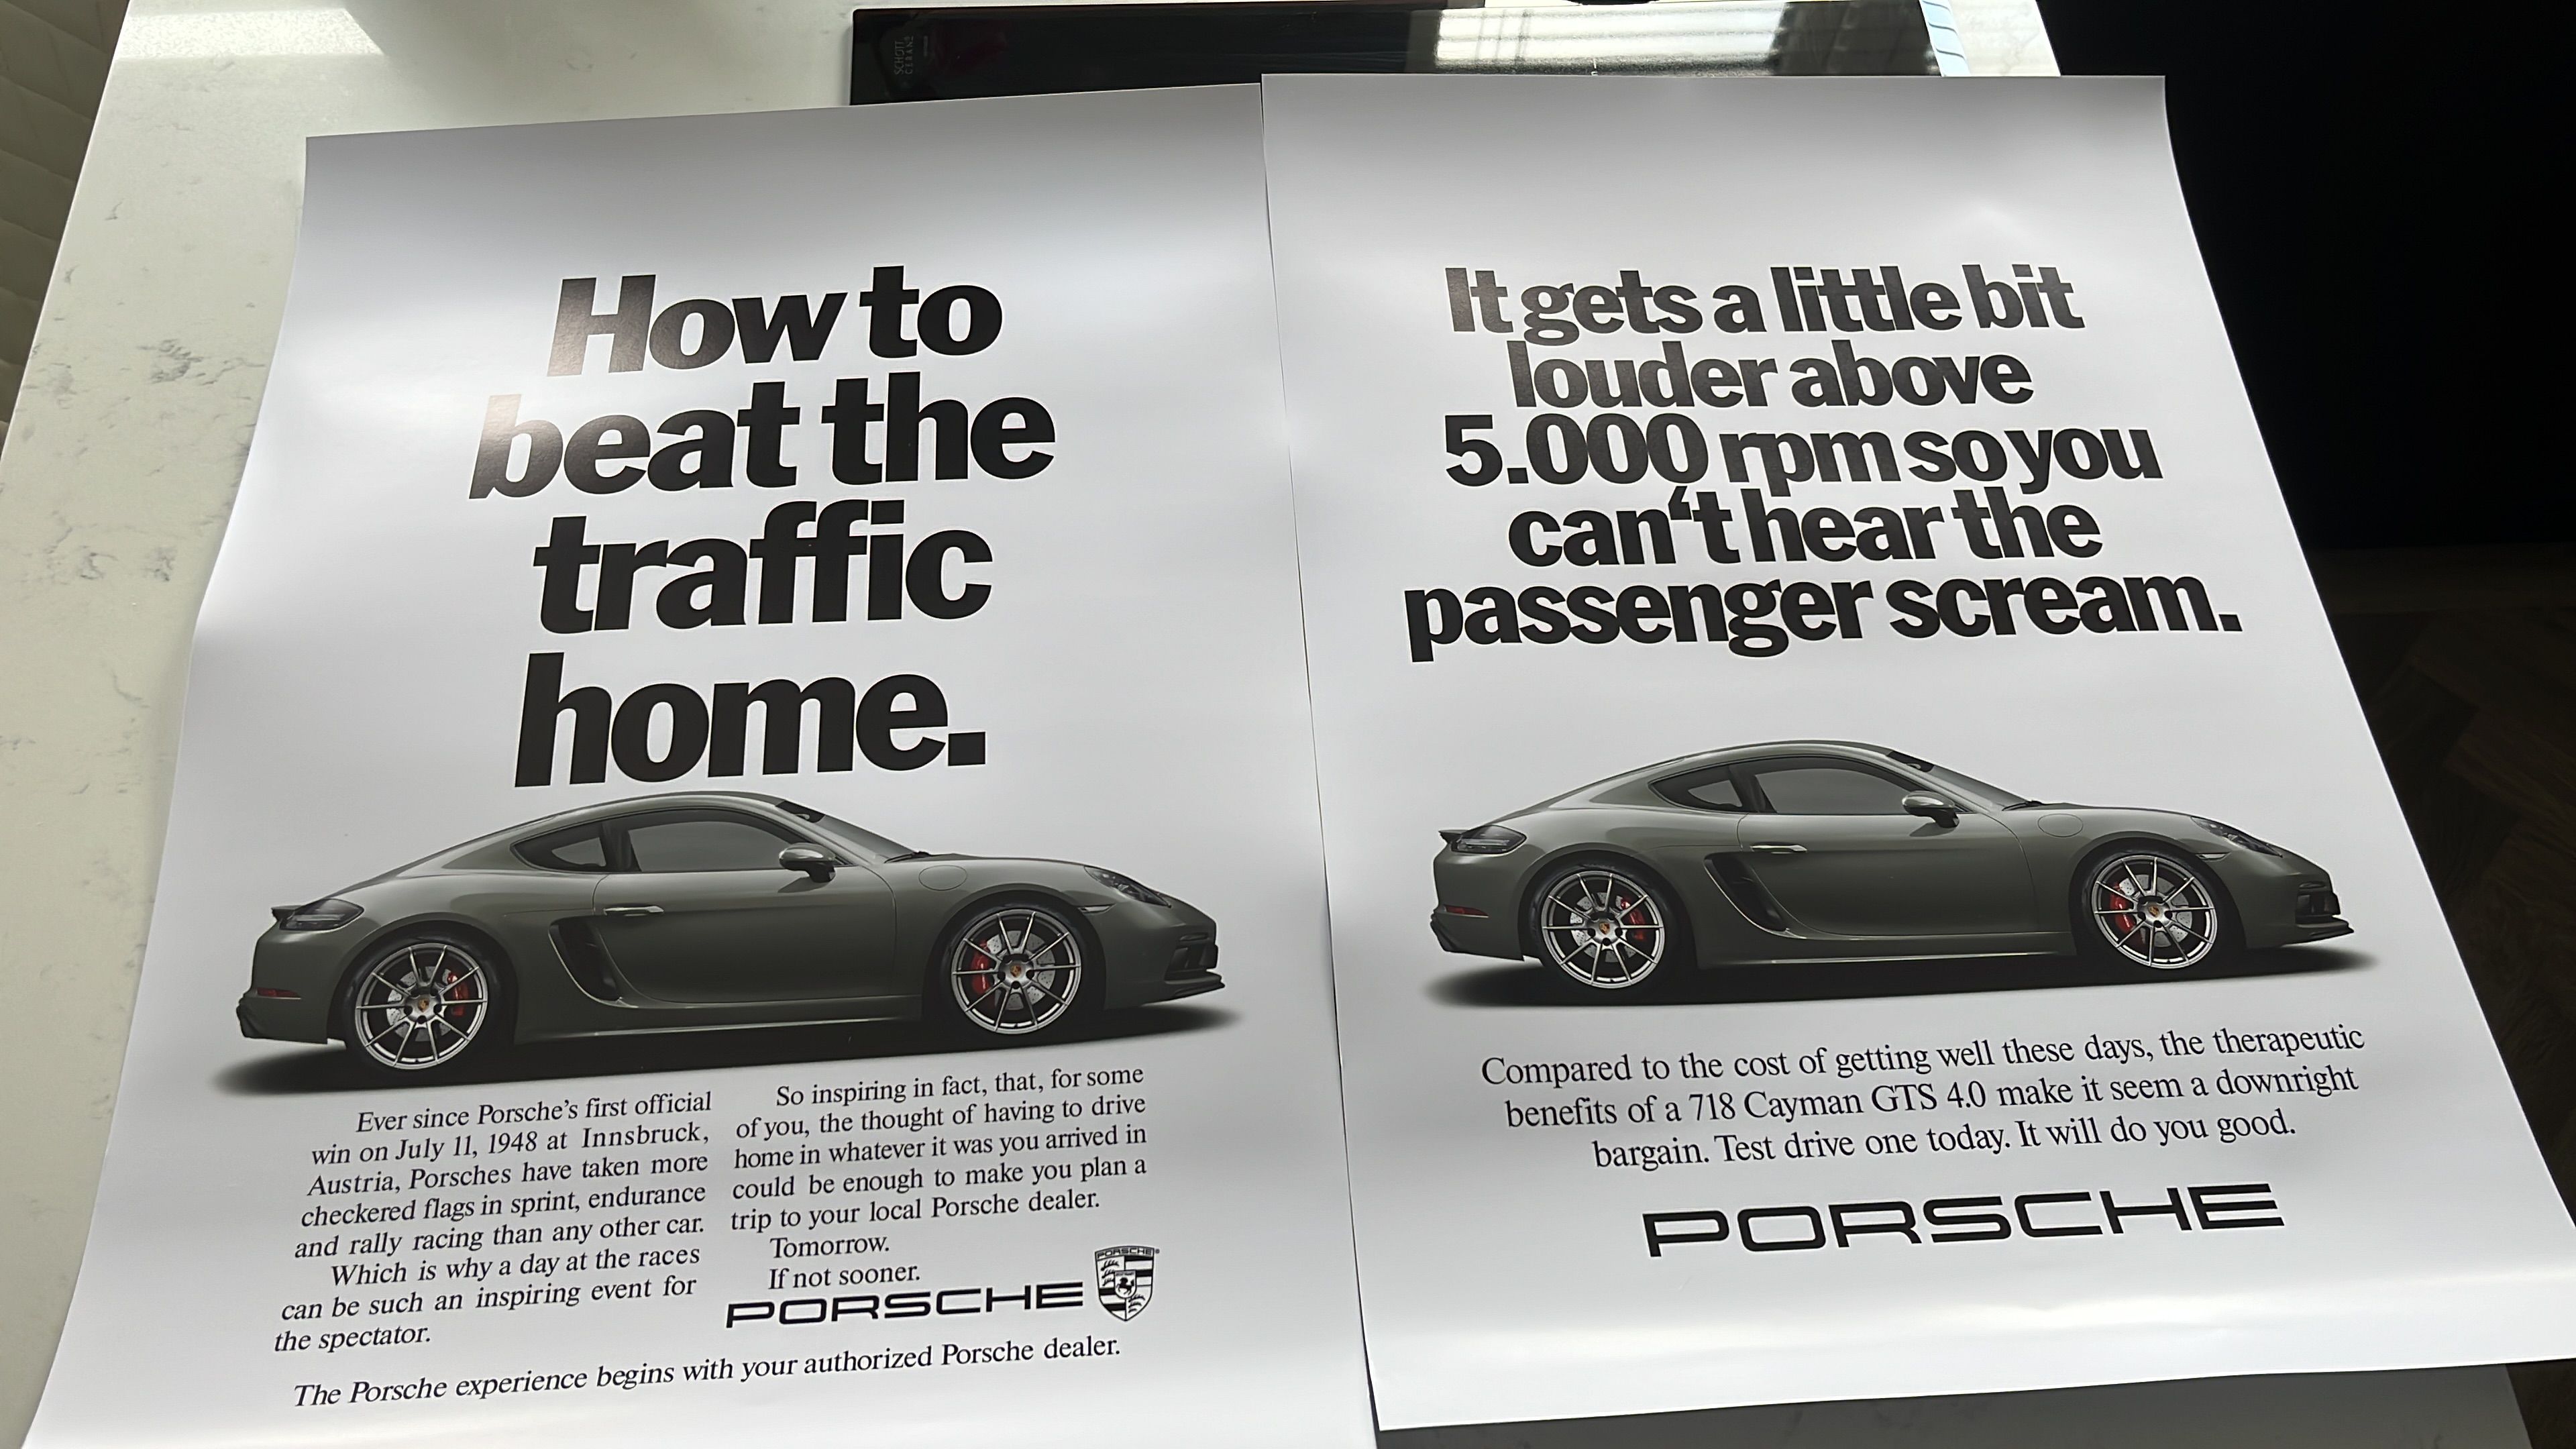 SCHOTT
CERAN
How to
beat the
traffic
home.
Ever since Porsche's first official
win on July 11, 1948 at Innsbruck,
Austria, Porsches have taken more
checkered flags in sprint, endurance
and rally racing than any other car.
Which is why a day at the races
can be such an inspiring event for
the spectator.
So inspiring in fact, that, for some
of you, the thought of having to drive
home in whatever it was you arrived in
could be enough to make you plan a
trip to your local Porsche dealer.
Tomorrow.
If not sooner.
PORSCHE
PORSCHE
The Porsche experience begins with your authorized Porsche dealer.
It gets a little bit
louder above
5.000 rpm so you
can‘t hear the
passenger scream.
Compared to the cost of getting well these days, the therapeutic
benefits of a 718 Cayman GTS 4.0 make it seem a downright
bargain. Test drive one today. It will do you good.
PORSCHE